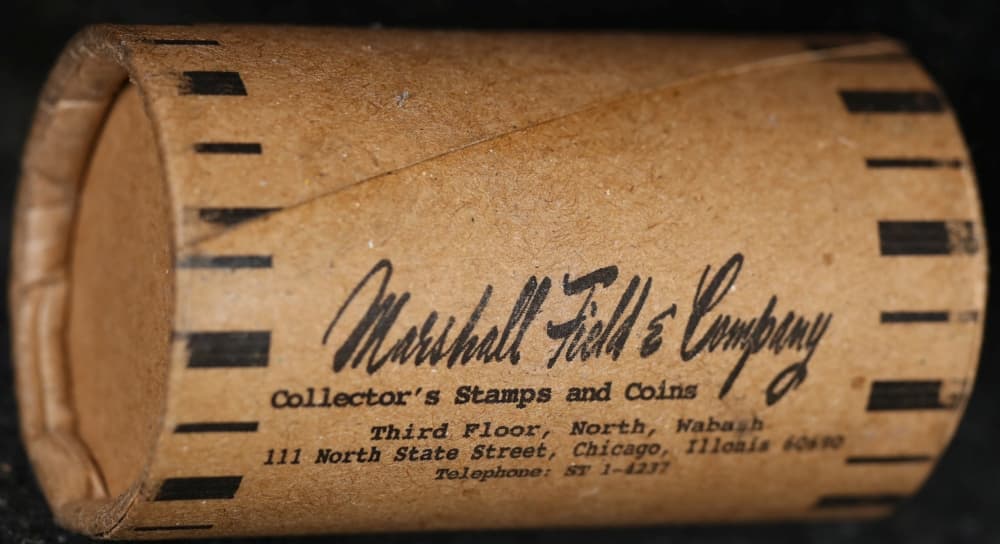 Marshall Field & Company
Collector's Stamps and Coins
Third Floor, North, Wabash
111 North State Street, Chicago, Illonis 60690
Telephone: ST 1-4237